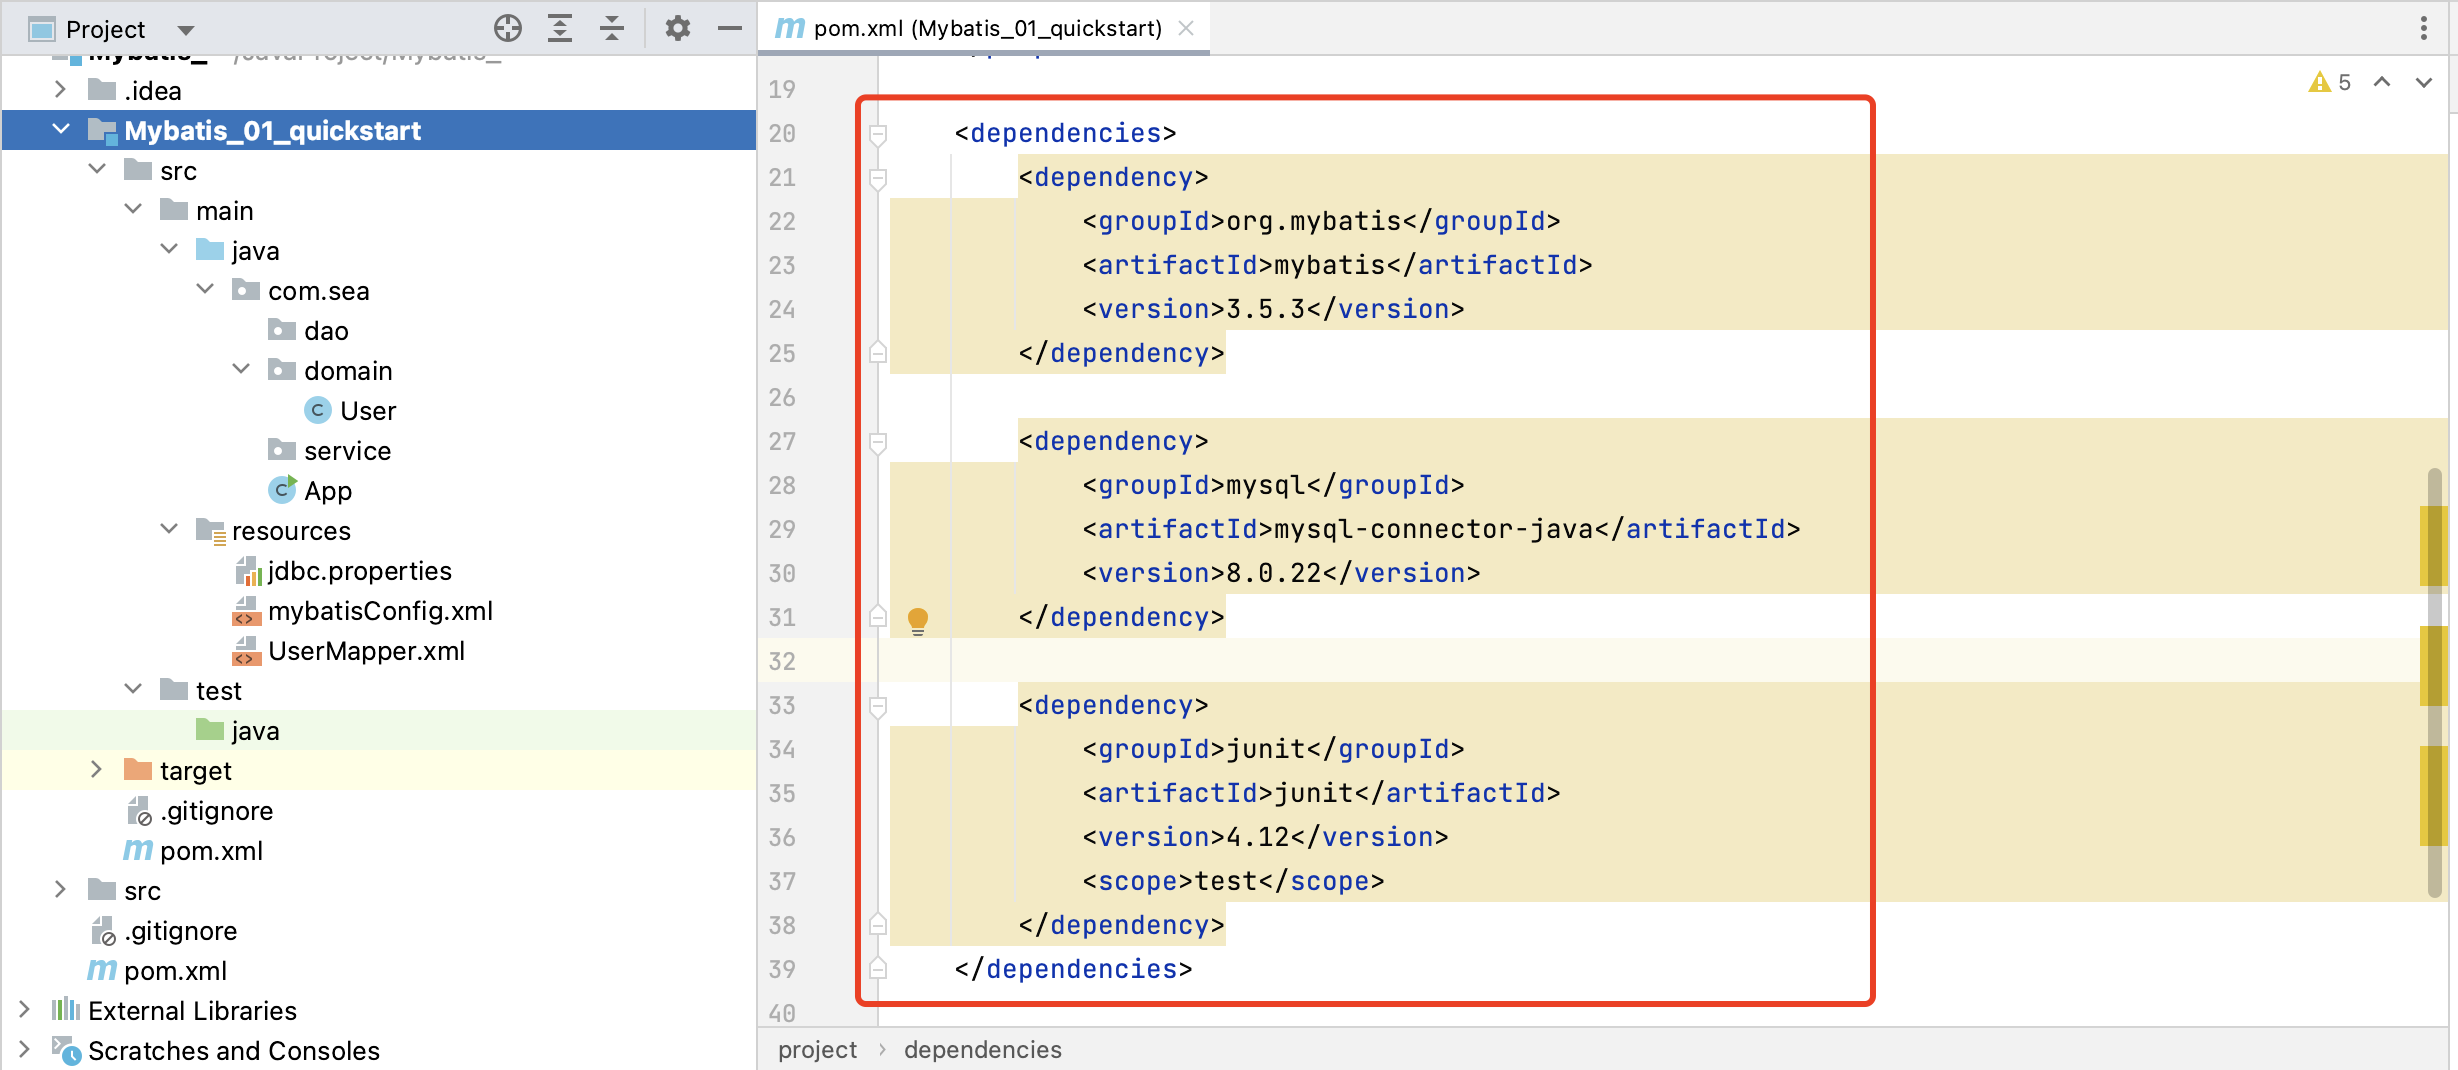 Project
.idea
Mybatis_01_quickstart
src
main
java
com.sea
dao
domain
User
service
App
resources
jdbc.properties
mybatisConfig.xml
UserMapper.xml
test
java
target
.gitignore
pom.xml
src
.gitignore
pom.xml
External Libraries
Scratches and Consoles
pom.xml (Mybatis_01_quickstart)
5
19
20 <dependencies>
21 <dependency>
22 <groupId>org.mybatis</groupId>
23 <artifactId>mybatis</artifactId>
24 <version>3.5.3</version>
25 </dependency>
26
27 <dependency>
28 <groupId>mysql</groupId>
29 <artifactId>mysql-connector-java</artifactId>
30 <version>8.0.22</version>
31 </dependency>
32
33 <dependency>
34 <groupId>junit</groupId>
35 <artifactId>junit</artifactId>
36 <version>4.12</version>
37 <scope>test</scope>
38 </dependency>
39 </dependencies>
40
project > dependencies